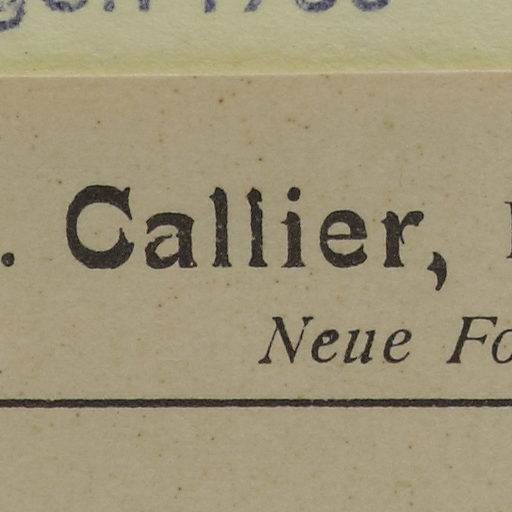 . Callier,
Neue Fo